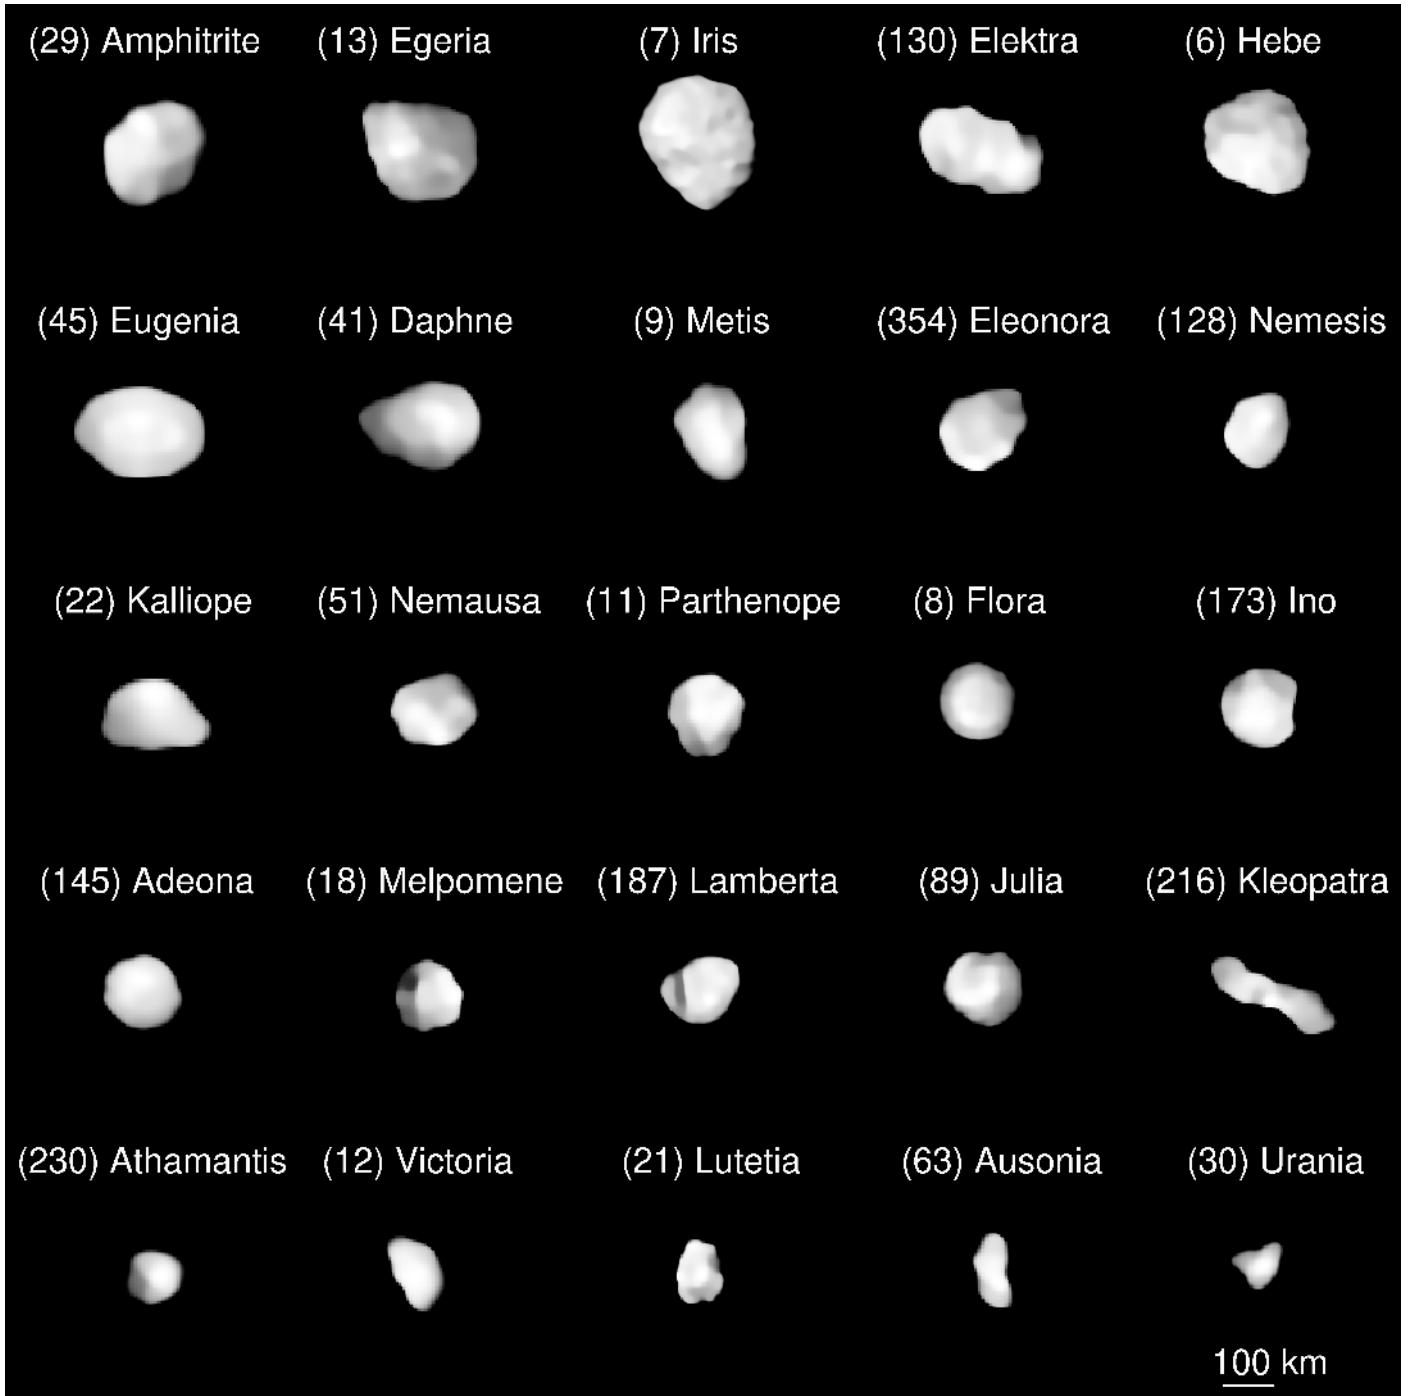 (29) Amphitrite (13) Egeria (7) Iris (130) Elektra (6) Hebe
(45) Eugenia (41) Daphne (9) Metis (354) Eleonora (128) Nemesis
(22) Kalliope (51) Nemausa (11) Parthenope (8) Flora (173) Ino
(145) Adeona (18) Melpomene (187) Lamberta (89) Julia (216) Kleopatra
(230) Athamantis (12) Victoria (21) Lutetia (63) Ausonia (30) Urania
100 km